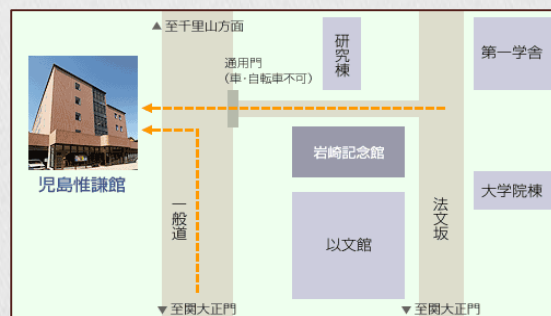 ▲至千里山方面
通用門
(車・自転車不可)
研究棟
第一学舎
児島惟謙館
岩崎記念館
一般道
以文館
法文坂
大学院棟
▼至関大正門
▼至関大正門